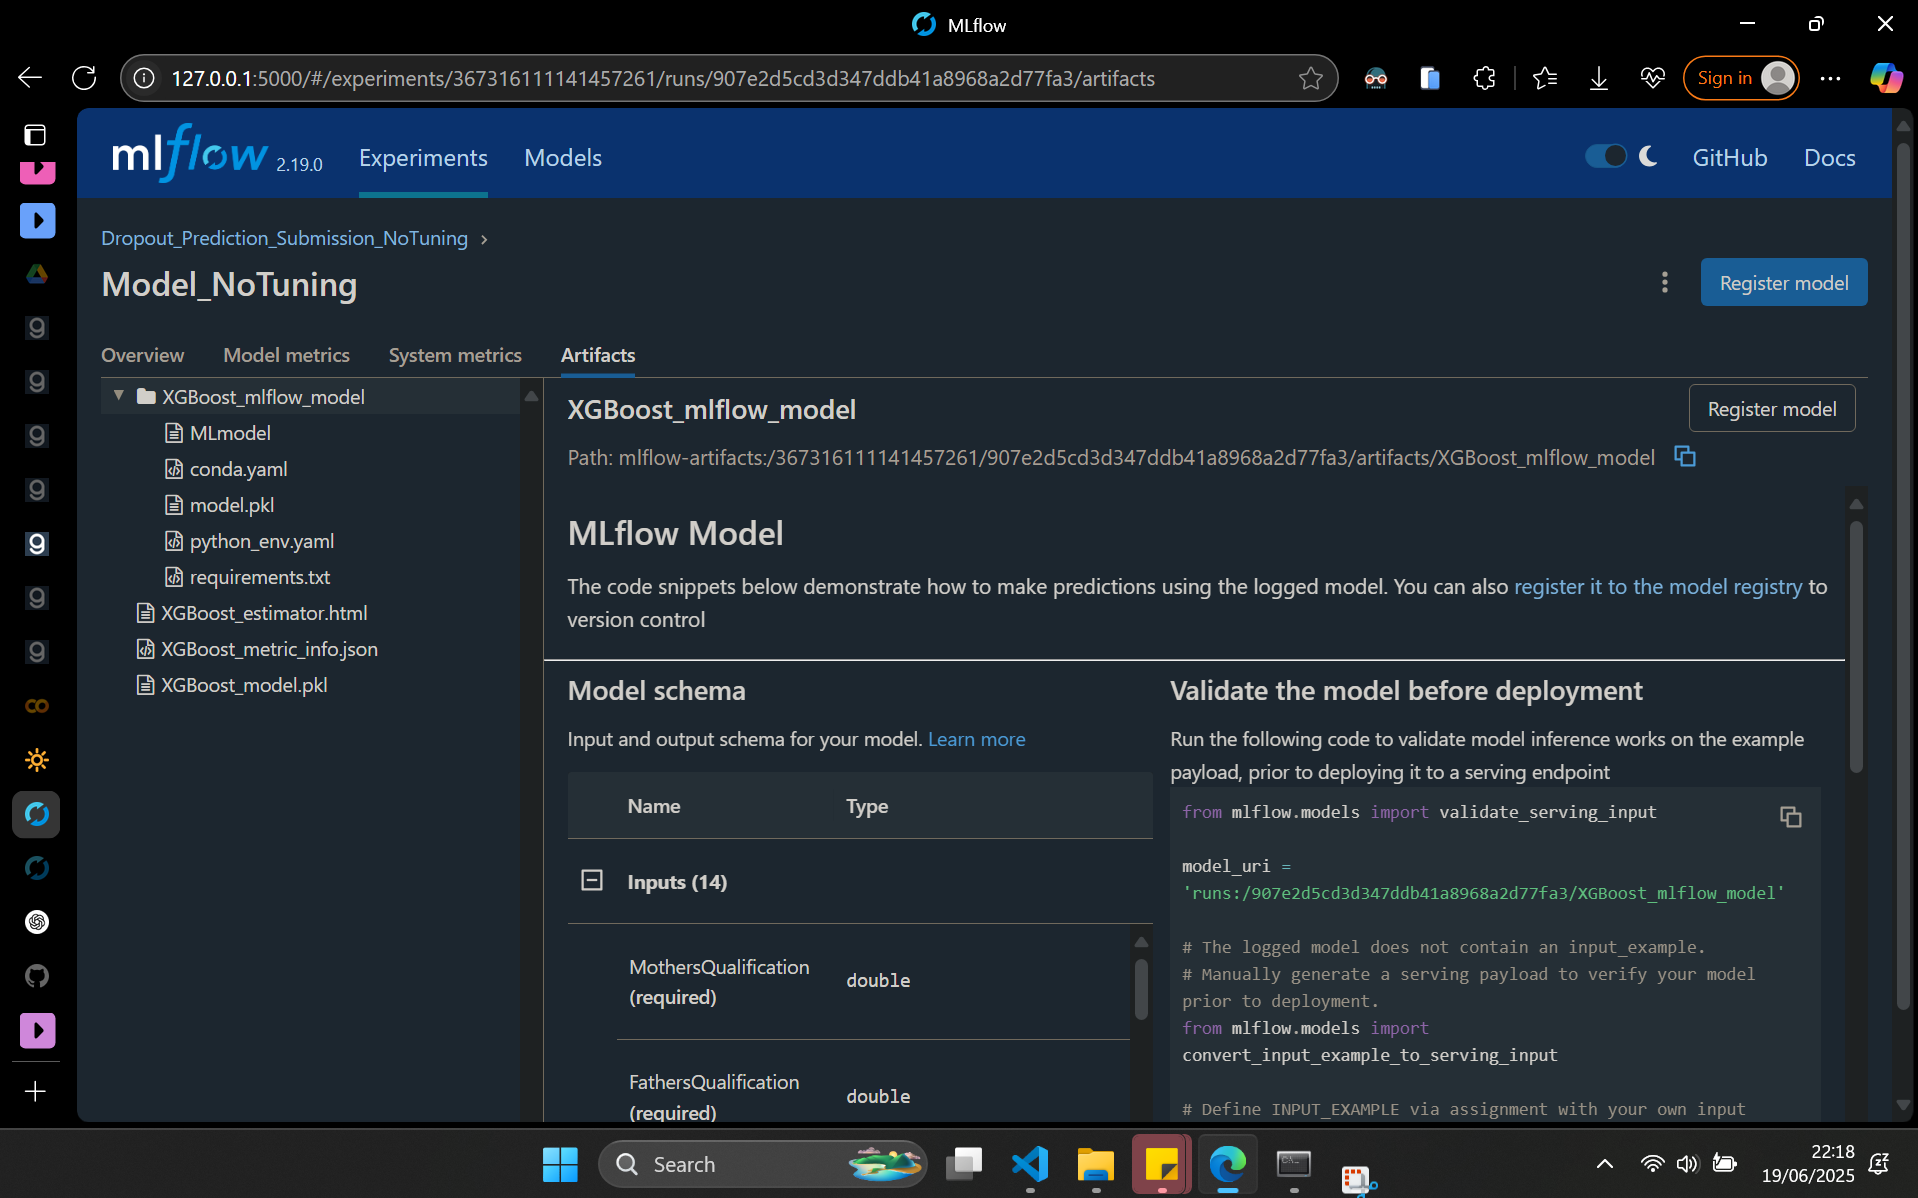 MLflow
127.0.0.1:5000/#/experiments/367316111141457261/runs/907e2d5cd3d347ddb41a8968a2d77fa3/artifacts
Sign in
mlflow 2.19.0
Experiments
Models
GitHub
Docs
Dropout_Prediction_Submission_NoTuning >
Model_NoTuning
Register model
Overview
Model metrics
System metrics
Artifacts
XGBoost_mlflow_model
MLmodel
conda.yaml
model.pkl
python_env.yaml
requirements.txt
XGBoost_estimator.html
XGBoost_metric_info.json
XGBoost_model.pkl
XGBoost_mlflow_model
Register model
Path: mlflow-artifacts:/367316111141457261/907e2d5cd3d347ddb41a8968a2d77fa3/artifacts/XGBoost_mlflow_model
MLflow Model
The code snippets below demonstrate how to make predictions using the logged model. You can also register it to the model registry to
version control
Model schema
Input and output schema for your model. Learn more
Name
Type
Inputs (14)
MothersQualification
(required)
double
FathersQualification
(required)
double
Validate the model before deployment
Run the following code to validate model inference works on the example
payload, prior to deploying it to a serving endpoint
from mlflow.models import validate_serving_input
model_uri =
'runs:/907e2d5cd3d347ddb41a8968a2d77fa3/XGBoost_mlflow_model'
# The logged model does not contain an input_example.
# Manually generate a serving payload to verify your model
prior to deployment.
from mlflow.models import
convert_input_example_to_serving_input
# Define INPUT_EXAMPLE via assignment with your own input
Search
22:18
19/06/2025